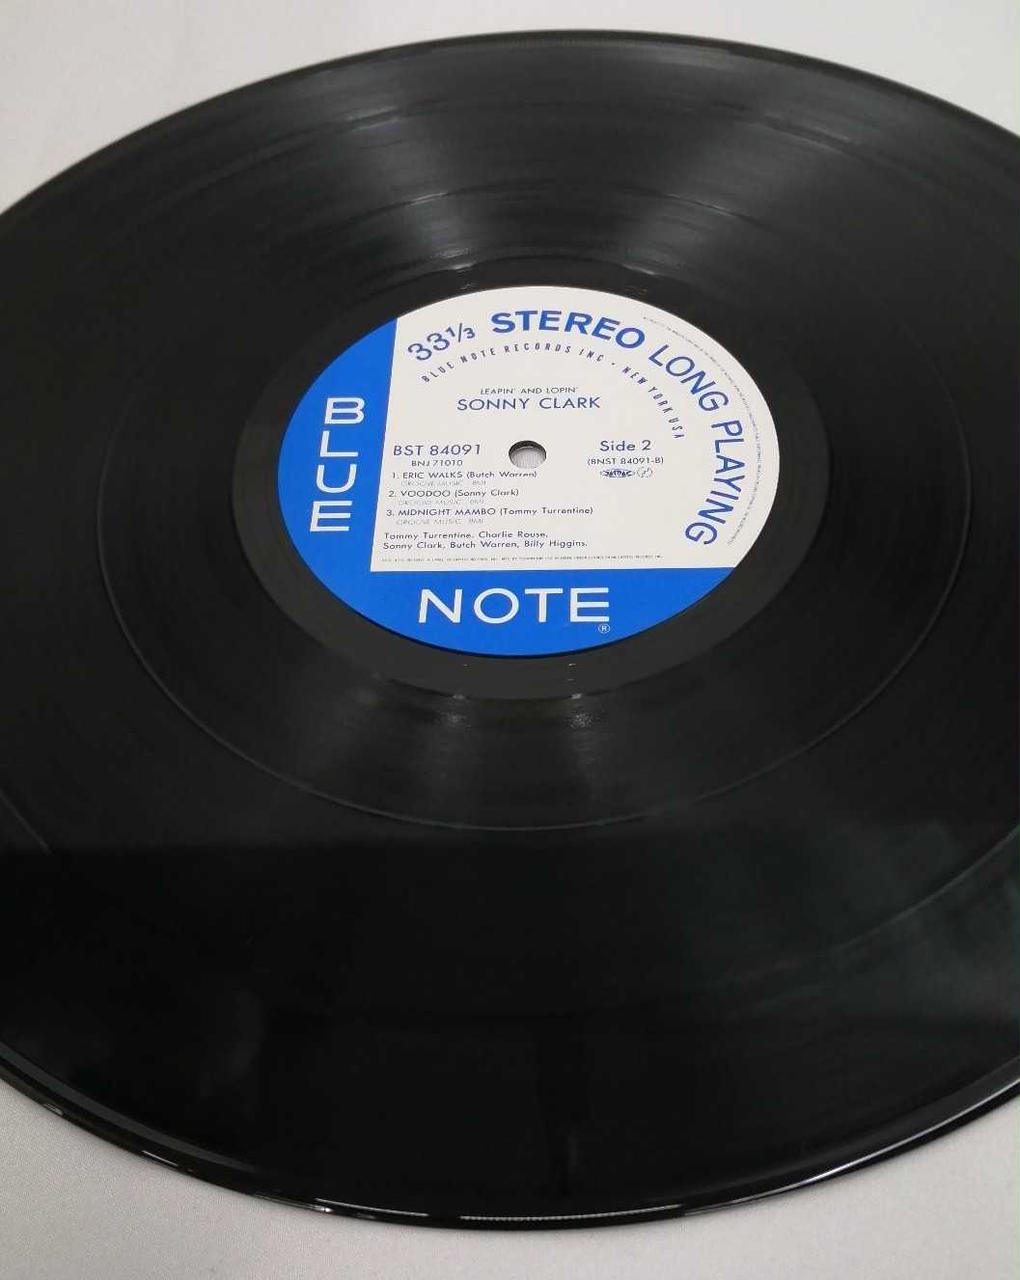 33⅓ STEREO LONG PLAYING
BLUE NOTE RECORDS INC · NEW YORK USA
LEAPIN' AND LOPIN'
SONNY CLARK
BST 84091
BNJ 71010
Side 2
(BNST 84091-B)
1. ERIC WALKS (Butch Warren)
GROOVE MUSIC BMI
2. VOODOO (Sonny Clark)
GROOVE MUSIC BMI
3. MIDNIGHT MAMBO (Tommy Turrentine)
GROOVE MUSIC BMI
Tommy Turrentine, Charlie Rouse,
Sonny Clark, Butch Warren, Billy Higgins.
BLUE
NOTE
®